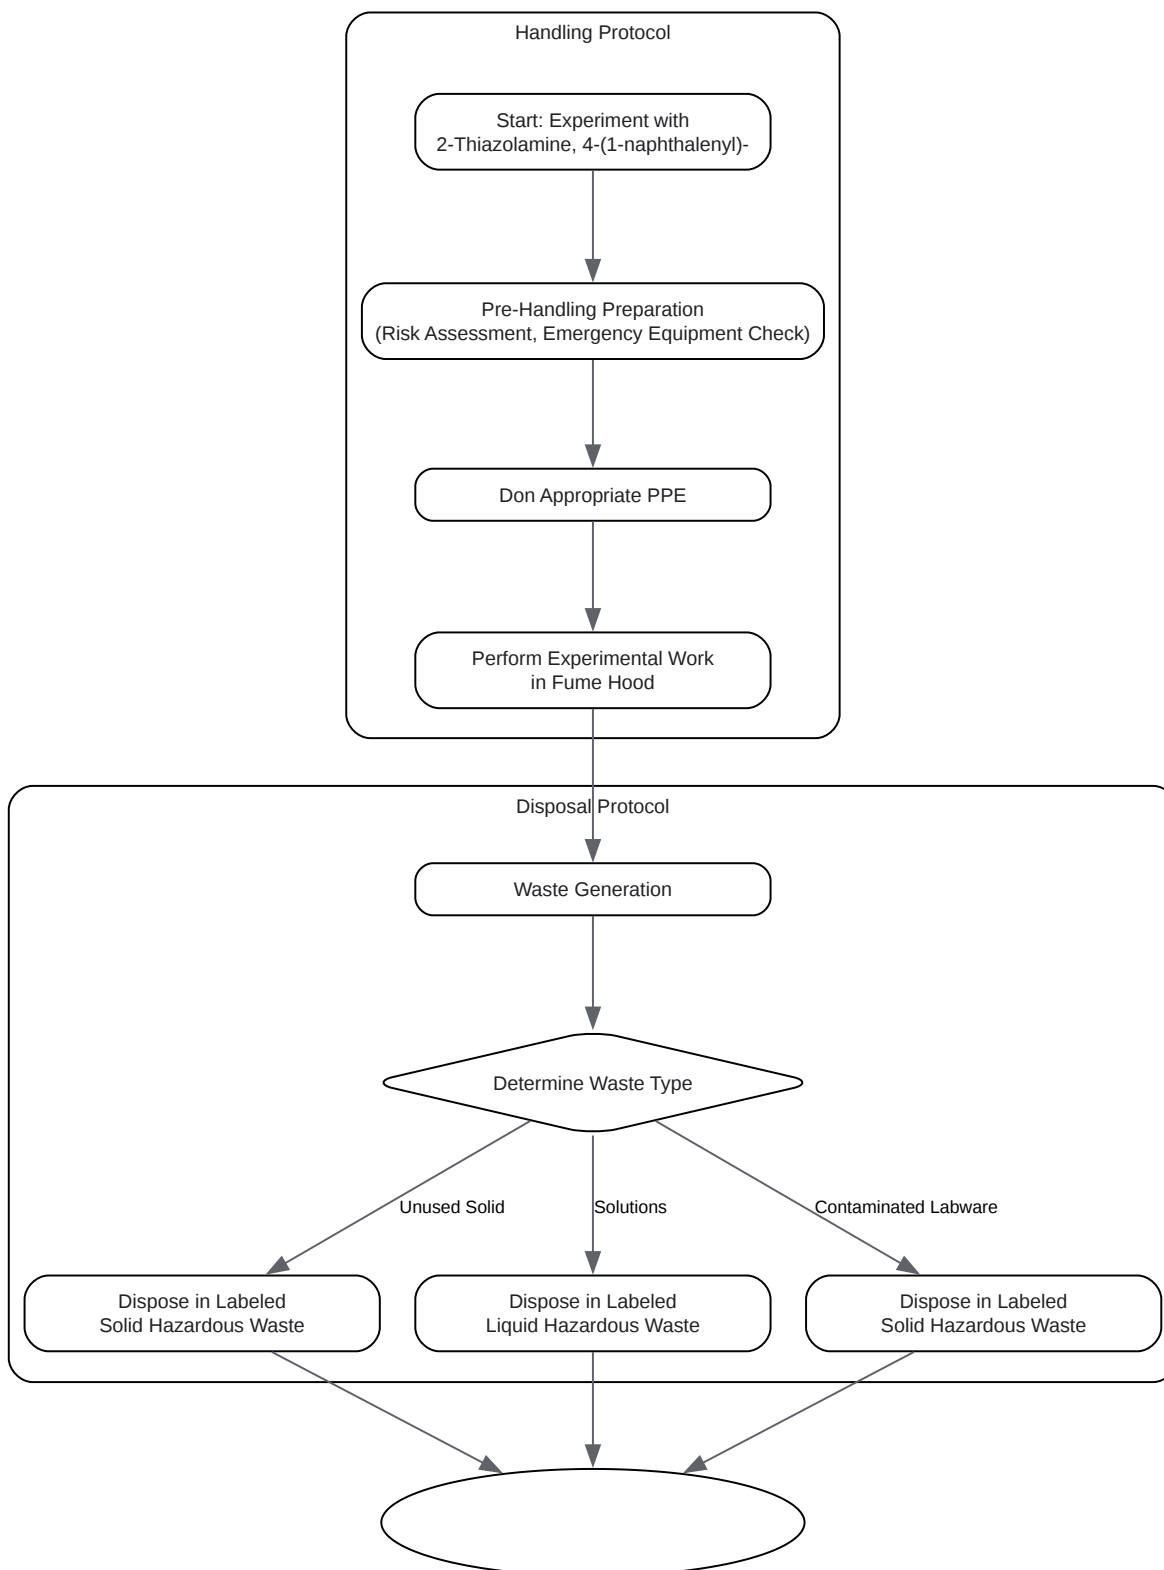 Handling Protocol
Start: Experiment with
2-Thiazolamine, 4-(1-naphthalenyl)-
Pre-Handling Preparation
(Risk Assessment, Emergency Equipment Check)
Don Appropriate PPE
Perform Experimental Work
in Fume Hood
Disposal Protocol
Waste Generation
Determine Waste Type
Unused Solid
Solutions
Contaminated Labware
Dispose in Labeled
Solid Hazardous Waste
Dispose in Labeled
Liquid Hazardous Waste
Dispose in Labeled
Solid Hazardous Waste